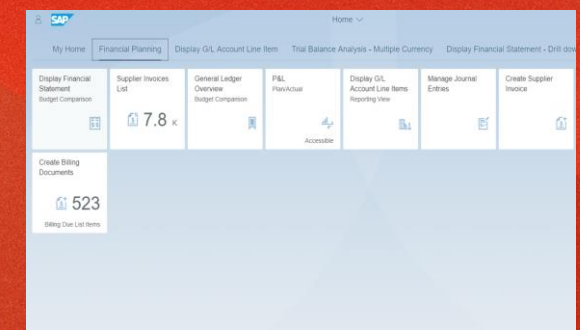 SAP
Home
My Home Financial Planning Display G/L Account Line Item Trial Balance Analysis - Multiple Currency Display Financial Statement - Drill dow
Display Financial
Statement
Budget Comparison
Supplier Invoices
List
7.8 K
General Ledger
Overview
Budget Comparison
P&L
Plan/Actual
Accessible
Display G/L
Account Line Items
Reporting View
Manage Journal
Entries
Create Supplier
Invoice
Create Billing
Documents
523
Billing Due List Items